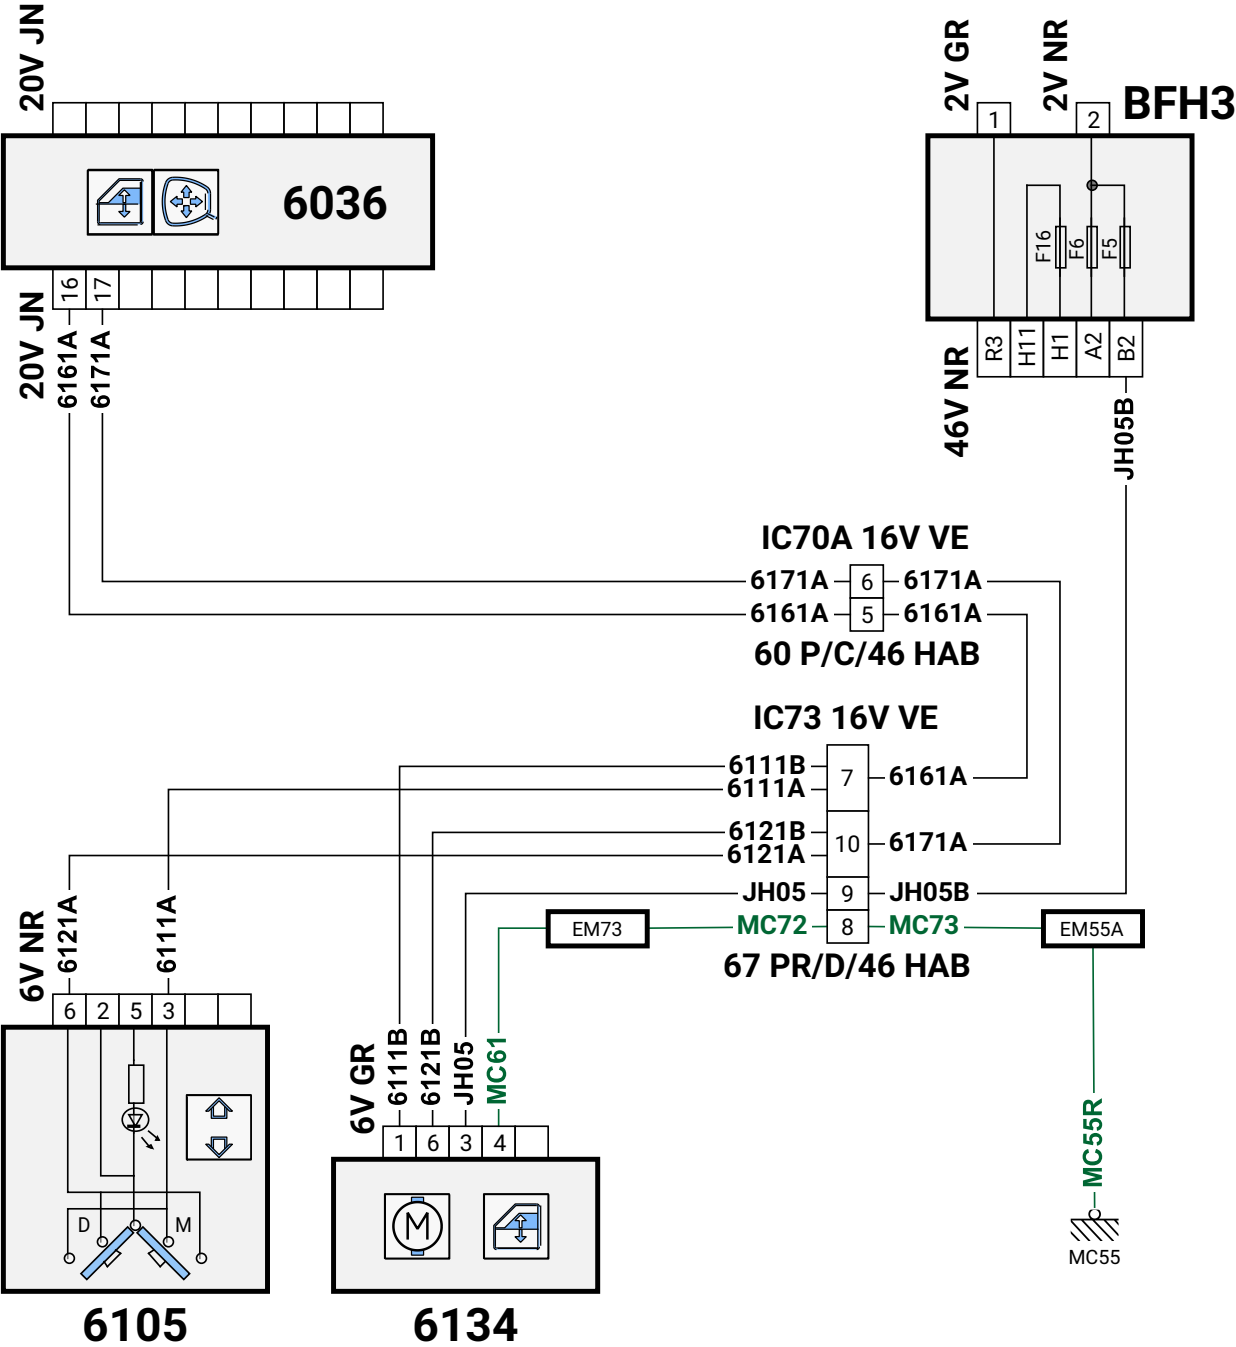 20V JN
6036
16 17
20V JN
6161A
6171A
2V GR
2V NR
BFH3
1 2
F16 F6 F5
R3 H11 H1 A2 B2
46V NR
JH05B
IC70A 16V VE
6171A 6 6171A
6161A 5 6161A
60 P/C/46 HAB
IC73 16V VE
6111B
6111A
7 6161A
6121B
6121A
10 6171A
JH05 9 JH05B
EM73 MC72 8 MC73 EM55A
67 PR/D/46 HAB
6V NR
6121A
6111A
6 2 5 3
D M
6105
6V GR
6111B
6121B
JH05
MC61
1 6 3 4
M
6134
MC55R
MC55